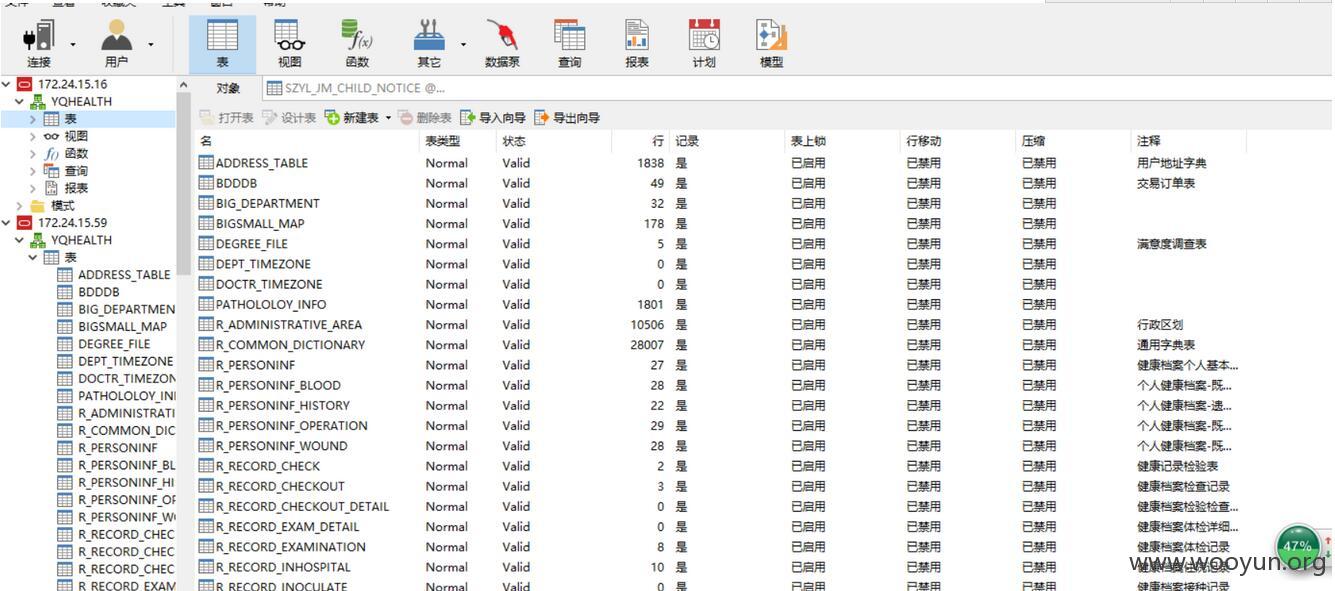 文件 查看 收藏夹 工具 窗口 帮助
连接 用户 表 视图 函数 其它 数据泵 查询 报表 计划 模型
172.24.15.16
YQHEALTH
表
视图
函数
查询
报表
模式
172.24.15.59
YQHEALTH
表
ADDRESS_TABLE
BDDDB
BIG_DEPARTMEN
BIGSMALL_MAP
DEGREE_FILE
DEPT_TIMEZONE
DOCTR_TIMEZON
PATHOLOLOY_IN
R_ADMINISTRATI
R_COMMON_DIC
R_PERSONINF
R_PERSONINF_BL
R_PERSONINF_HI
R_PERSONINF_OP
R_PERSONINF_W
R_RECORD_CHEC
R_RECORD_CHEC
R_RECORD_CHEC
R_RECORD_EXAM
对象 SZYL_JM_CHILD_NOTICE @...
打开表 设计表 新建表 删除表 导入向导 导出向导
名 表类型 状态 行 记录 表上锁 行移动 压缩 注释
ADDRESS_TABLE Normal Valid 1838 是 已启用 已禁用 已禁用 用户地址字典
BDDDB Normal Valid 49 是 已启用 已禁用 已禁用 交易订单表
BIG_DEPARTMENT Normal Valid 32 是 已启用 已禁用 已禁用
BIGSMALL_MAP Normal Valid 178 是 已启用 已禁用 已禁用
DEGREE_FILE Normal Valid 5 是 已启用 已禁用 已禁用 满意度调查表
DEPT_TIMEZONE Normal Valid 0 是 已启用 已禁用 已禁用
DOCTR_TIMEZONE Normal Valid 0 是 已启用 已禁用 已禁用
PATHOLOLOY_INFO Normal Valid 1801 是 已启用 已禁用 已禁用
R_ADMINISTRATIVE_AREA Normal Valid 10506 是 已启用 已禁用 已禁用 行政区划
R_COMMON_DICTIONARY Normal Valid 28007 是 已启用 已禁用 已禁用 通用字典表
R_PERSONINF Normal Valid 27 是 已启用 已禁用 已禁用 健康档案个人基本...
R_PERSONINF_BLOOD Normal Valid 28 是 已启用 已禁用 已禁用 个人健康档案-既...
R_PERSONINF_HISTORY Normal Valid 22 是 已启用 已禁用 已禁用 个人健康档案-遗...
R_PERSONINF_OPERATION Normal Valid 29 是 已启用 已禁用 已禁用 个人健康档案-既...
R_PERSONINF_WOUND Normal Valid 28 是 已启用 已禁用 已禁用 个人健康档案-既...
R_RECORD_CHECK Normal Valid 2 是 已启用 已禁用 已禁用 健康记录检验表
R_RECORD_CHECKOUT Normal Valid 3 是 已启用 已禁用 已禁用 健康档案检查记录
R_RECORD_CHECKOUT_DETAIL Normal Valid 0 是 已启用 已禁用 已禁用 健康档案检验检查...
R_RECORD_EXAM_DETAIL Normal Valid 0 是 已启用 已禁用 已禁用 健康档案体检详细...
R_RECORD_EXAMINATION Normal Valid 8 是 已启用 已禁用 已禁用 健康档案体检记录
R_RECORD_INHOSPITAL Normal Valid 10 是 已启用 已禁用 已禁用 健康档案住院记录
R_RECORD_INOCULATE Normal Valid 0 是 已启用 已禁用 已禁用 健康档案接种记录
47%
www.wooyun.org